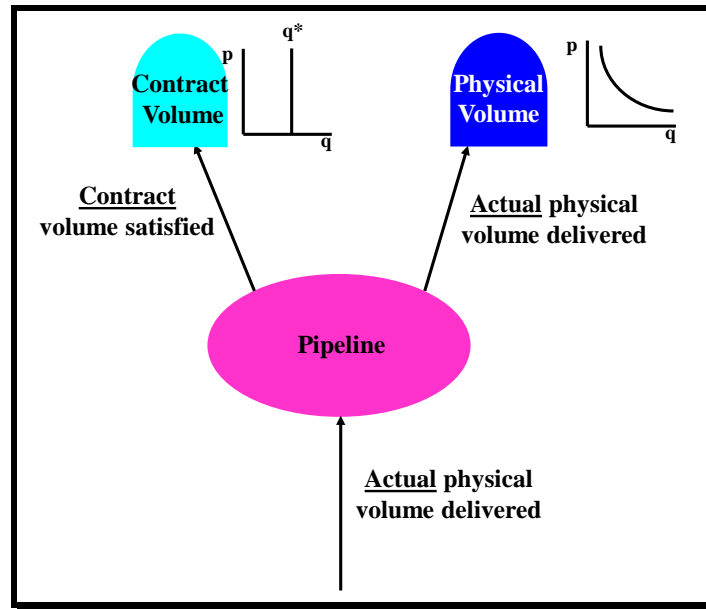 q*
p
Contract
Volume
q
Physical
Volume
p
q
Contract
volume satisfied
Actual physical
volume delivered
Pipeline
Actual physical
volume delivered